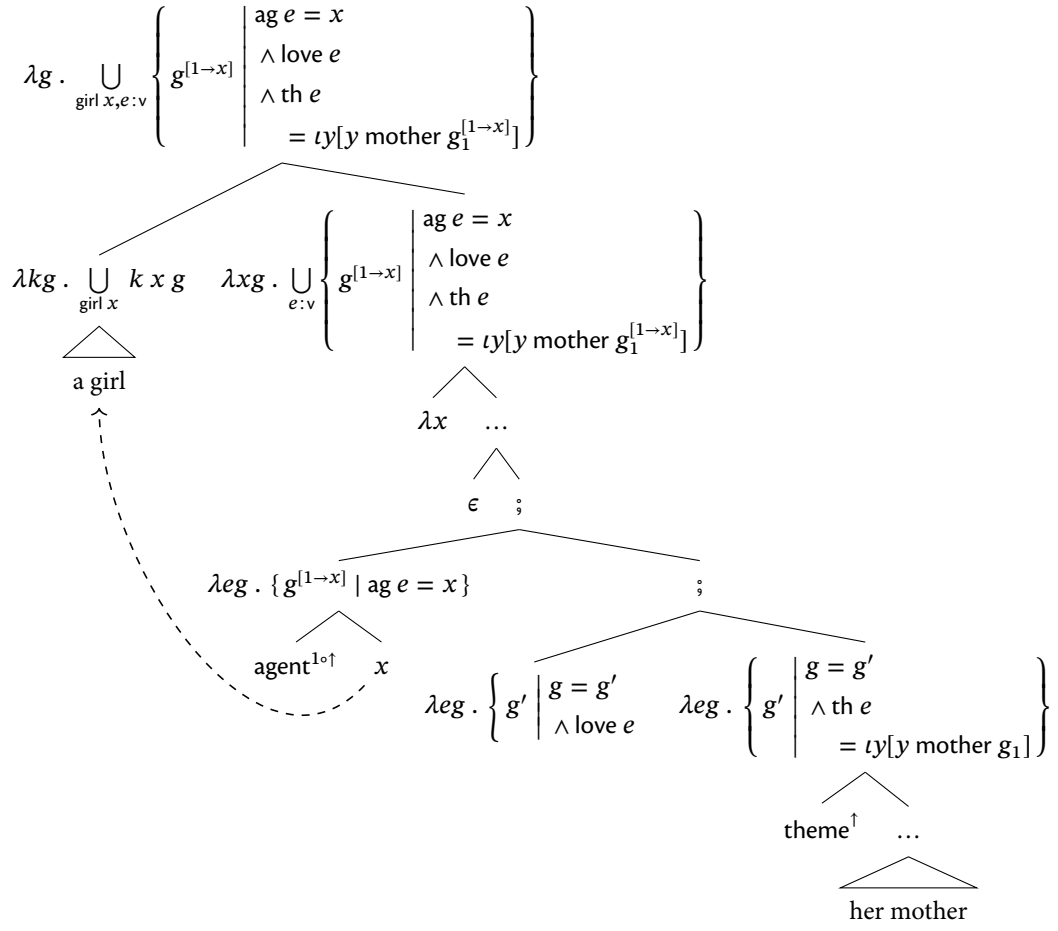 λg . ⋃_{girl x,e:v} { g^{[1→x]} | ag e = x
∧ love e
∧ th e
= ιy[y mother g_1^{[1→x]}] }
λkg . ⋃_{girl x} k x g
λxg . ⋃_{e:v} { g^{[1→x]} | ag e = x
∧ love e
∧ th e
= ιy[y mother g_1^{[1→x]}] }
a girl
λx …
ϵ ⨟
λeg . { g^{[1→x]} | ag e = x }
⨟
agent^{1∘↑} x
λeg . { g′ | g = g′
∧ love e }
λeg . { g′ | g = g′
∧ th e
= ιy[y mother g_1] }
theme^↑ …
her mother